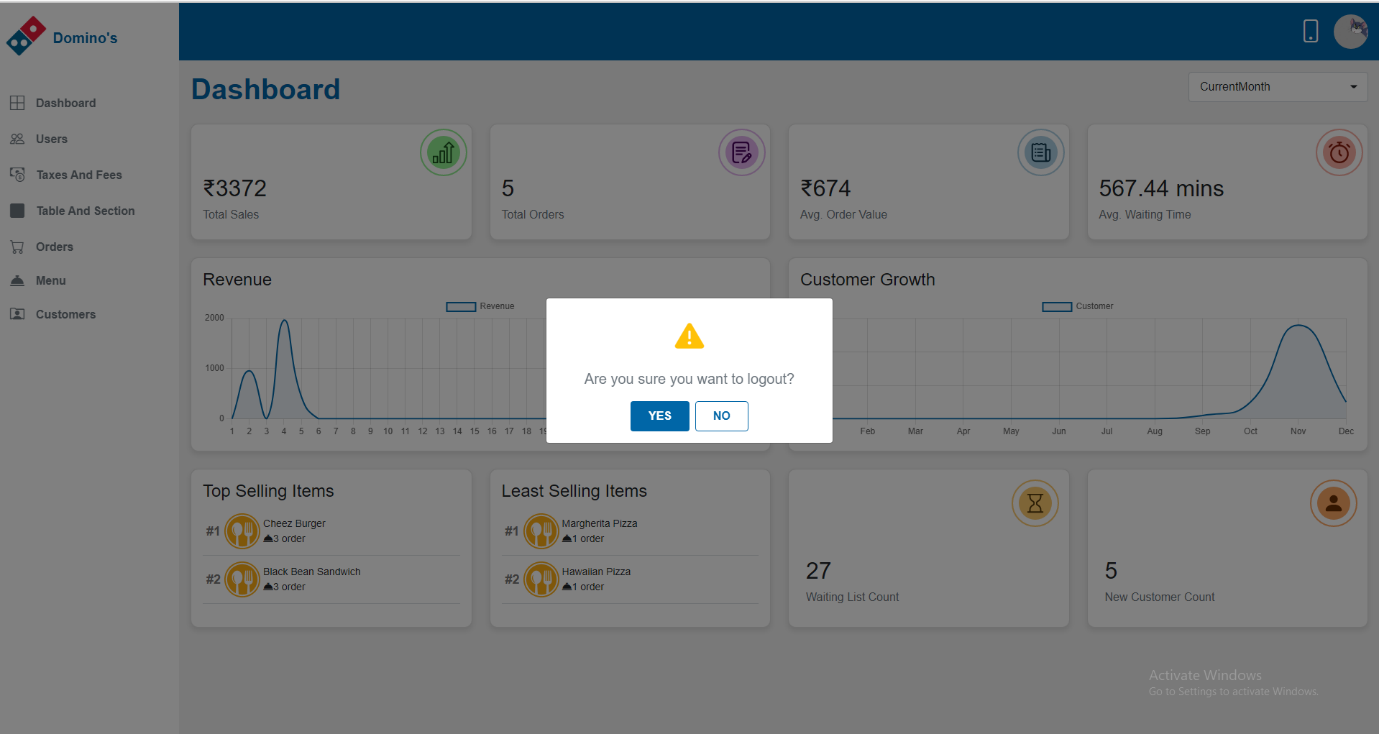 Domino's
Dashboard
Users
Taxes And Fees
Table And Section
Orders
Menu
Customers
Dashboard
CurrentMonth
₹3372
Total Sales
5
Total Orders
₹674
Avg. Order Value
567.44 mins
Avg. Waiting Time
Revenue
Revenue
2000
1000
0
1 2 3 4 5 6 7 8 9 10 11 12 13 14 15 16 17 18
Customer Growth
Customer
Feb Mar Apr May Jun Jul Aug Sep Oct Nov Dec
Are you sure you want to logout?
YES NO
Top Selling Items
#1 Cheez Burger
3 order
#2 Black Bean Sandwich
3 order
Least Selling Items
#1 Margherita Pizza
1 order
#2 Hawaiian Pizza
1 order
27
Waiting List Count
5
New Customer Count
Activate Windows
Go to Settings to activate Windows.